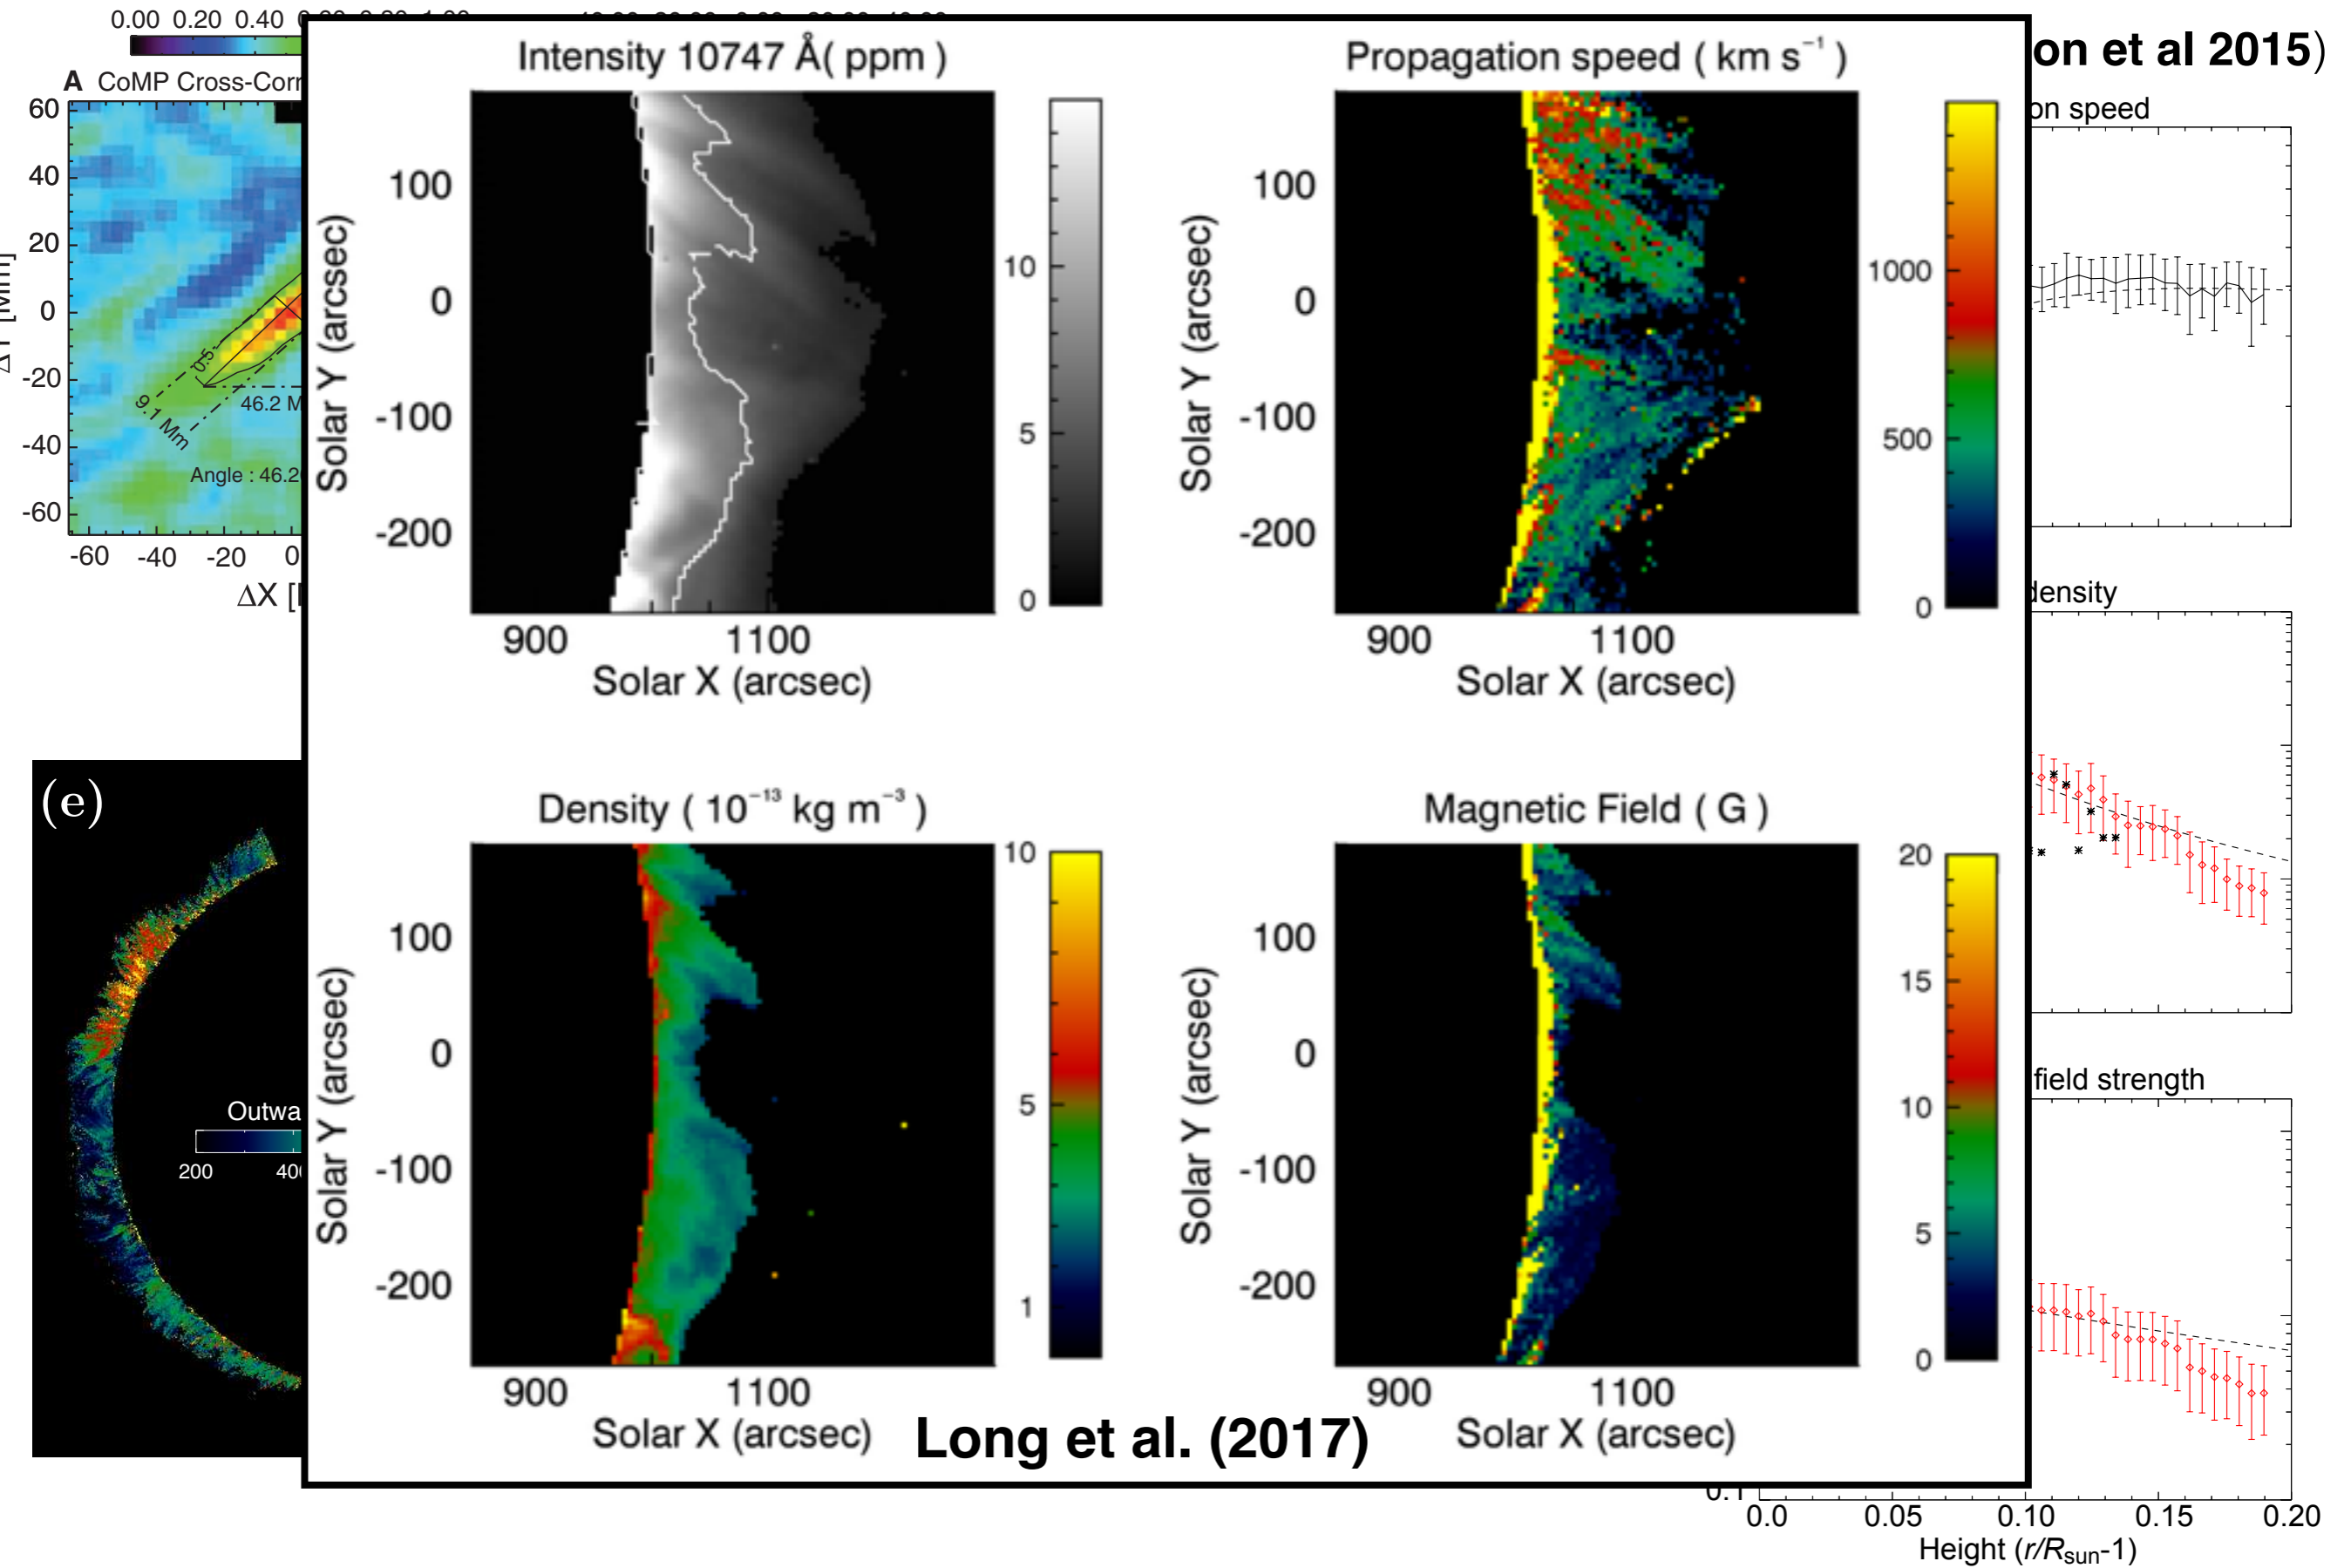 0.00 0.20 0.40
A CoMP Cross-Corr
60
40
20
0
-20
-40
-60
-60 -40 -20 0
ΔX [
0.5
9.1 Mm
46.2 M
Angle : 46.2
(e)
Outwa
200 400
Intensity 10747 Å( ppm )
Solar Y (arcsec)
100
0
-100
-200
900 1100
Solar X (arcsec)
10
5
0
Propagation speed ( km s⁻¹ )
Solar Y (arcsec)
100
0
-100
-200
900 1100
Solar X (arcsec)
1000
500
0
Density ( 10⁻¹³ kg m⁻³ )
Solar Y (arcsec)
100
0
-100
-200
900 1100
Solar X (arcsec)
10
5
1
Magnetic Field ( G )
Solar Y (arcsec)
100
0
-100
-200
900 1100
Solar X (arcsec)
20
15
10
5
0
Long et al. (2017)
on et al 2015)
on speed
density
field strength
0.0 0.05 0.10 0.15 0.20
Height (r/Rsun-1)